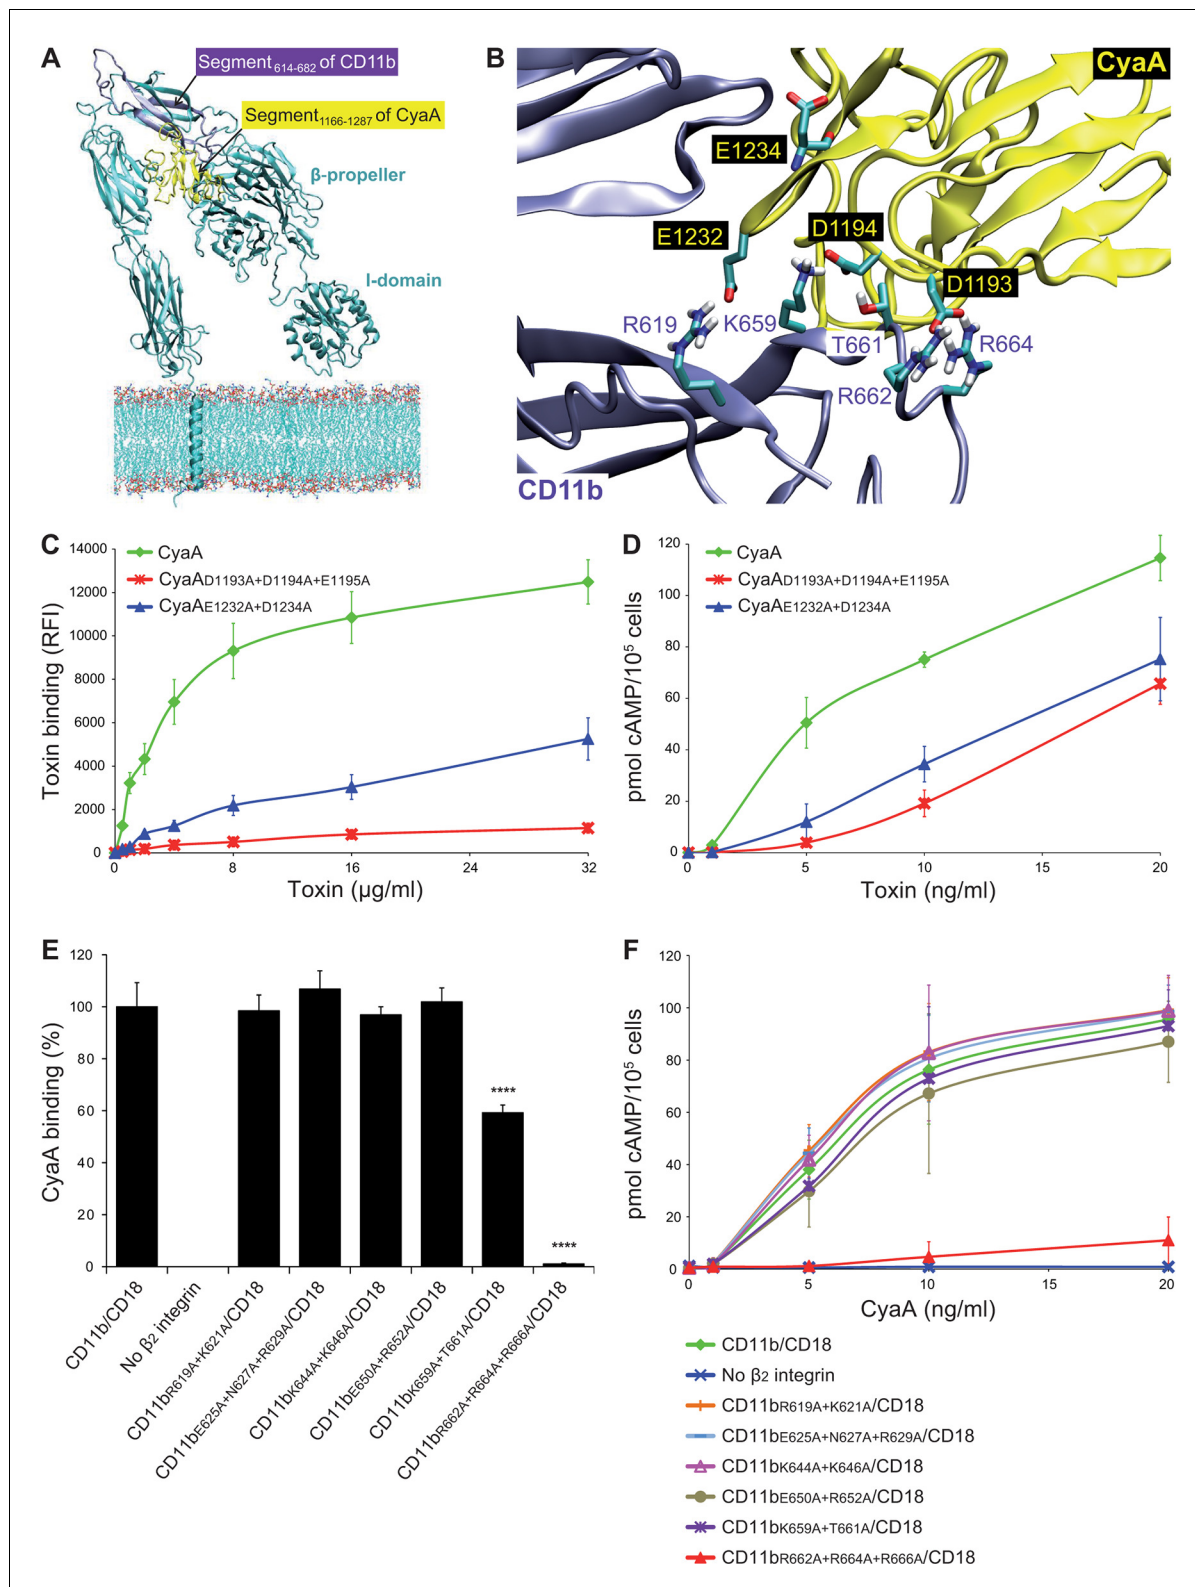 A
Segment614-682 of CD11b
Segment1166-1287 of CyaA
β-propeller
I-domain
B
CyaA
E1234
E1232
D1194
D1193
R619
K659
T661
R664
R662
CD11b
C
14000
12000
10000
8000
6000
4000
2000
0
Toxin binding (RFI)
CyaA
CyaAD1193A+D1194A+E1195A
CyaAE1232A+D1234A
0
8
16
24
32
Toxin (µg/ml)
D
120
100
80
60
40
20
0
pmol cAMP/10⁵ cells
CyaA
CyaAD1193A+D1194A+E1195A
CyaAE1232A+D1234A
0
5
10
15
20
Toxin (ng/ml)
E
120
100
80
60
40
20
0
CyaA binding (%)
****
****
CD11b/CD18
No β2 integrin
CD11bR619A+K621A/CD18
CD11bE625A+N627A+R629A/CD18
CD11bK644A+K646A/CD18
CD11bE650A+R652A/CD18
CD11bK659A+T661A/CD18
CD11bR662A+R664A+R666A/CD18
F
120
100
80
60
40
20
0
pmol cAMP/10⁵ cells
0
5
10
15
20
CyaA (ng/ml)
CD11b/CD18
No β2 integrin
CD11bR619A+K621A/CD18
CD11bE625A+N627A+R629A/CD18
CD11bK644A+K646A/CD18
CD11bE650A+R652A/CD18
CD11bK659A+T661A/CD18
CD11bR662A+R664A+R666A/CD18